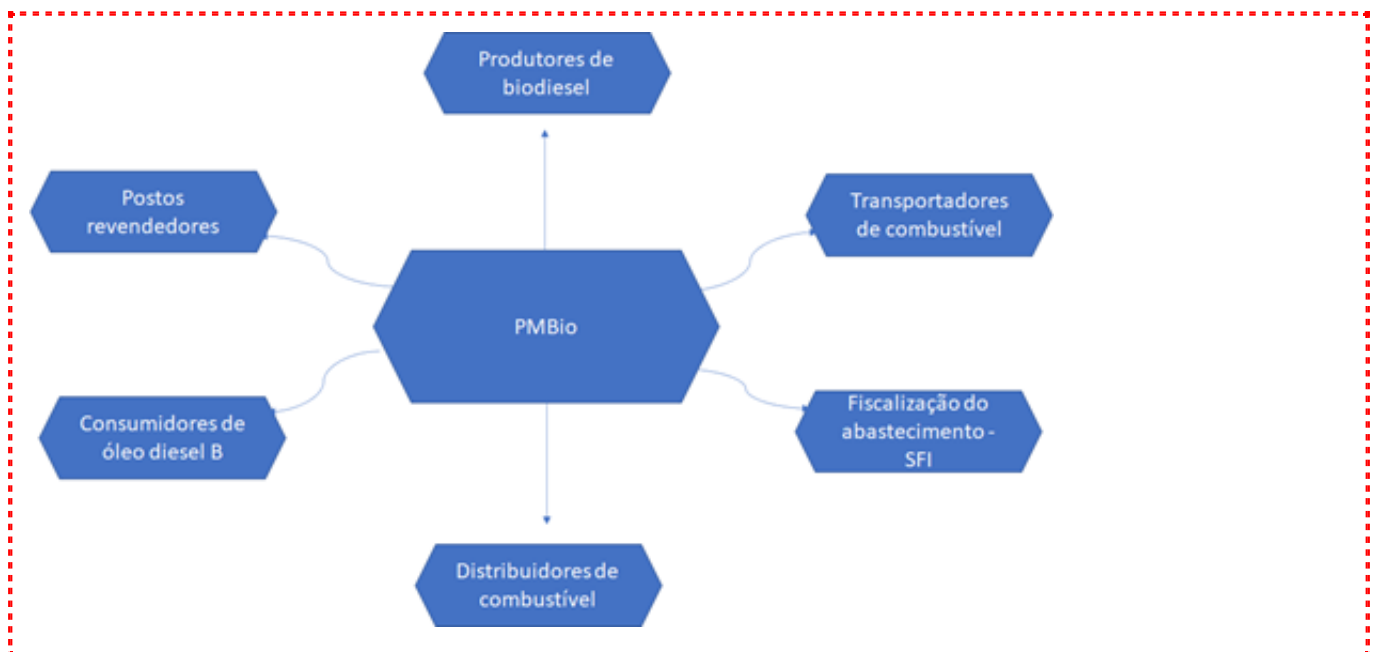 Produtores de
biodiesel
Postos
revendedores
Transportadores
de combustível
PMBio
Consumidores de
óleo diesel B
Fiscalização do
abastecimento -
SFI
Distribuidores de
combustível